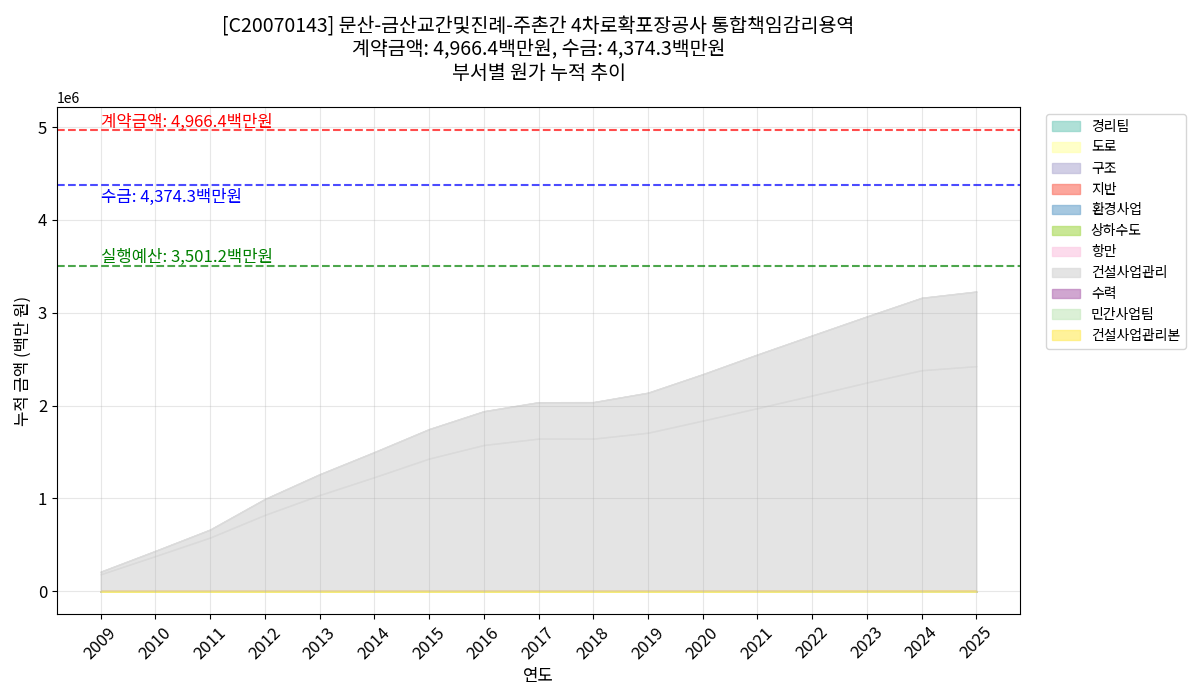 [C20070143] 문산-금산교간및진례-주촌간 4차로확포장공사 통합책임감리용역
계약금액: 4,966.4백만원, 수금: 4,374.3백만원
부서별 원가 누적 추이
1e6
계약금액: 4,966.4백만원
수금: 4,374.3백만원
실행예산: 3,501.2백만원
5
4
3
2
1
0
누적 금액 (백만 원)
2009
2010
2011
2012
2013
2014
2015
2016
2017
2018
2019
2020
2021
2022
2023
2024
2025
연도
경리팀
도로
구조
지반
환경사업
상하수도
항만
건설사업관리
수력
민간사업팀
건설사업관리본